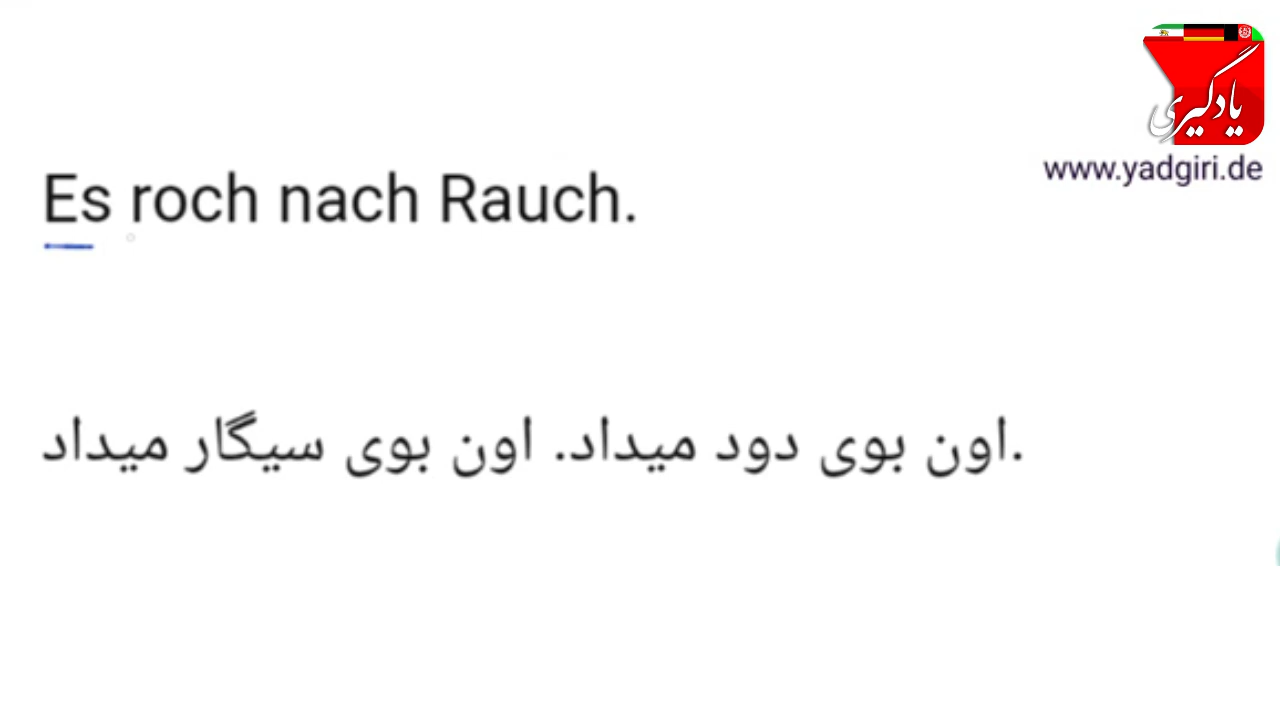 یادگیری
www.yadgiri.de
Es roch nach Rauch.
اون بوی دود میداد. اون بوی سیگار میداد.